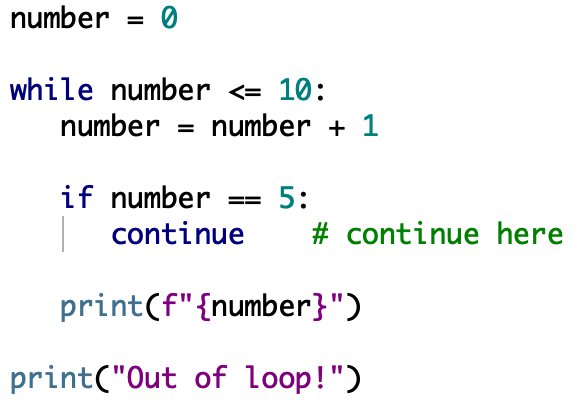 number = 0
while number <= 10:
number = number + 1
if number == 5:
continue # continue here
print(f"{number}")
print("Out of loop!")